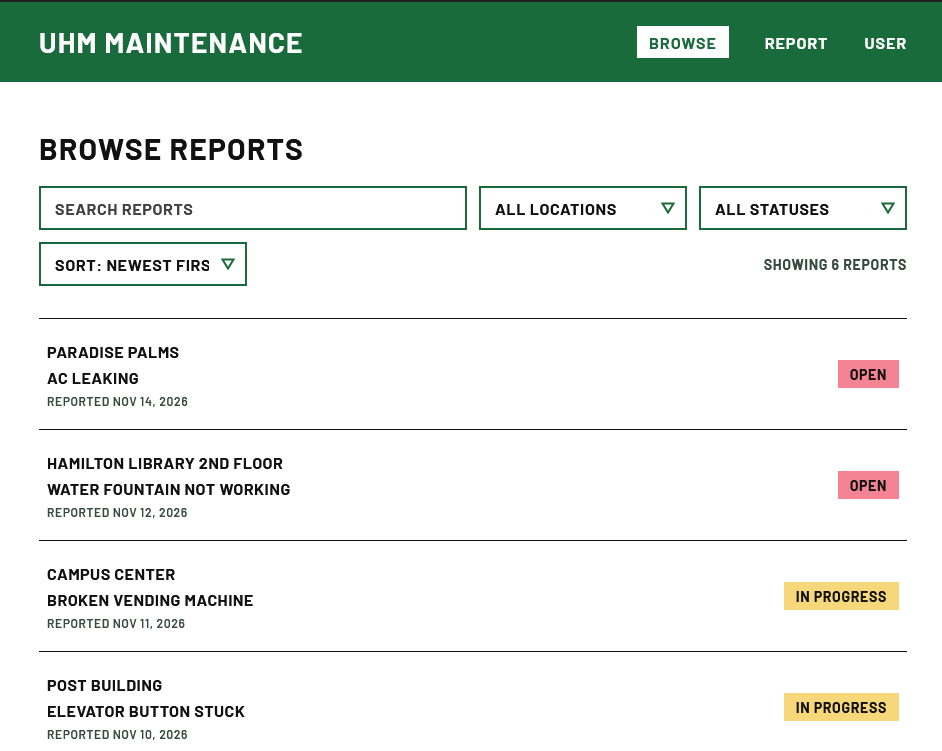 UHM MAINTENANCE
BROWSE REPORT USER
BROWSE REPORTS
SEARCH REPORTS
ALL LOCATIONS
ALL STATUSES
SORT: NEWEST FIRS
SHOWING 6 REPORTS
PARADISE PALMS
AC LEAKING
REPORTED NOV 14, 2026
OPEN
HAMILTON LIBRARY 2ND FLOOR
WATER FOUNTAIN NOT WORKING
REPORTED NOV 12, 2026
OPEN
CAMPUS CENTER
BROKEN VENDING MACHINE
REPORTED NOV 11, 2026
IN PROGRESS
POST BUILDING
ELEVATOR BUTTON STUCK
REPORTED NOV 10, 2026
IN PROGRESS